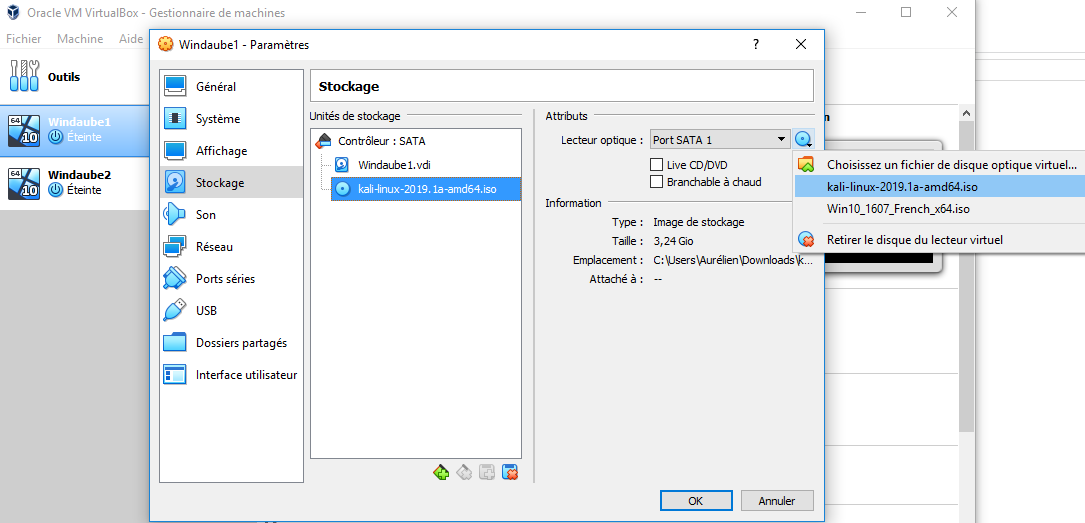 Oracle VM VirtualBox - Gestionnaire de machines
Fichier Machine Aide
Outils
64
10
Windaube1
Éteinte
64
10
Windaube2
Éteinte
Windaube1 - Paramètres
?
Général
Système
Affichage
Stockage
Son
Réseau
Ports séries
USB
Dossiers partagés
Interface utilisateur
Stockage
Unités de stockage
Contrôleur : SATA
Windaube1.vdi
kali-linux-2019.1a-amd64.iso
Attributs
Lecteur optique : Port SATA 1
Live CD/DVD
Branchable à chaud
Information
Type : Image de stockage
Taille : 3,24 Gio
Emplacement : C:\Users\Aurélien\Downloads\k...
Attaché à : --
Choisissez un fichier de disque optique virtuel...
kali-linux-2019.1a-amd64.iso
Win10_1607_French_x64.iso
Retirer le disque du lecteur virtuel
OK Annuler